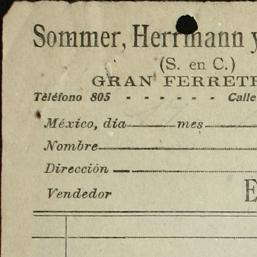 Sommer, Herrmann y
(S. en C.)
GRAN FERRETE
Teléfono 805 - - - - - - Calle
México, día mes
Nombre
Dirección
Vendedor E